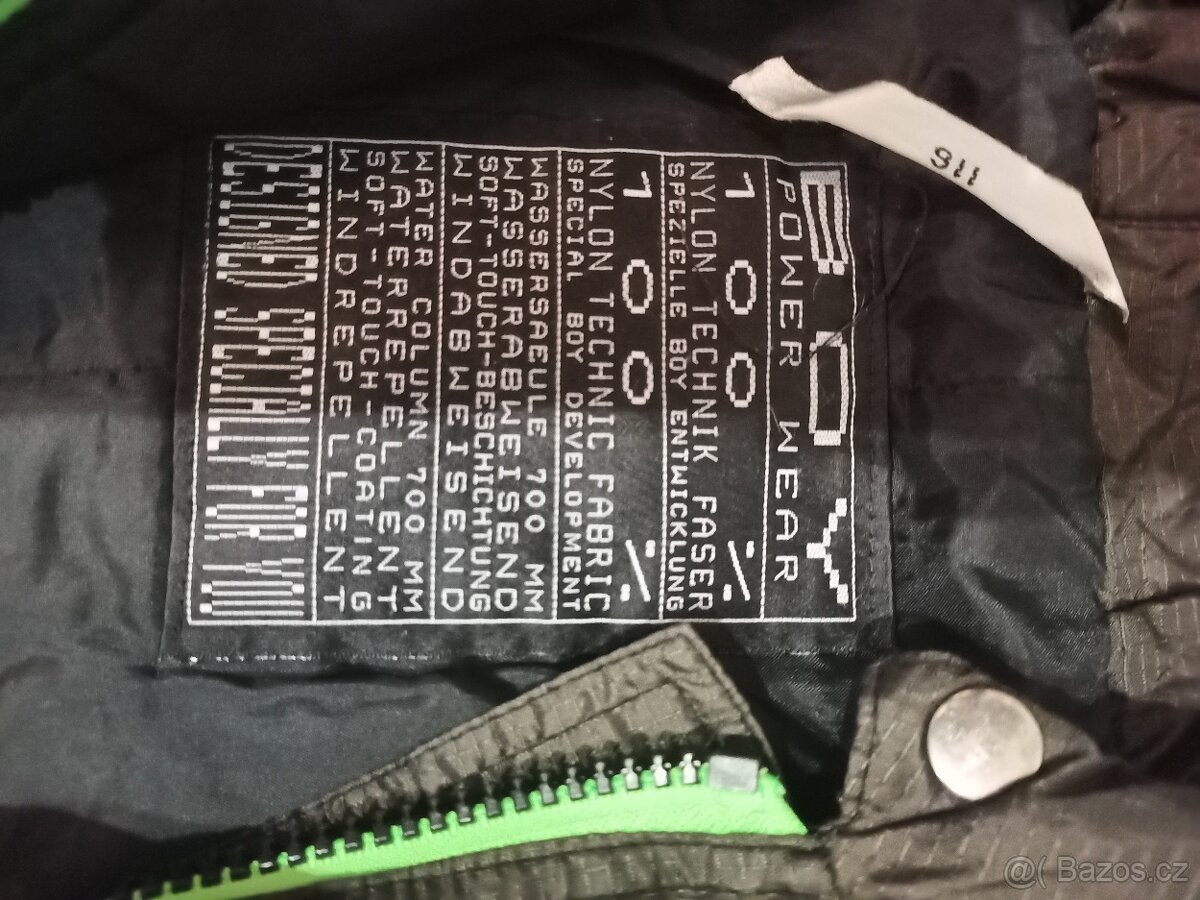 BOY
POWER WEAR
100%
NYLON TECHNIK FASER
SPEZIELLE BOY ENTWICKLUNG
100%
NYLON TECHNIC FABRIC
SPECIAL BOY DEVELOPMENT
WASSERSAEULE 700 MM
WASSERABWEISEND
SOFT-TOUCH-BESCHICHTUNG
WINDABWEISEND
WATER COLUMN 700 MM
WATERREPELLENT
SOFT-TOUCH-COATING
WINDREPELLENT
DESIGNED SPECIALLY FOR YOU
@( Bazos.cz